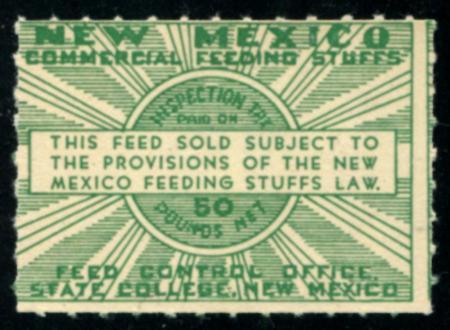 NEW MEXICO
COMMERCIAL FEEDING STUFFS
INSPECTION TAX
PAID ON
THIS FEED SOLD SUBJECT TO
THE PROVISIONS OF THE NEW
MEXICO FEEDING STUFFS LAW.
50
POUNDS NET
FEED CONTROL OFFICE,
STATE COLLEGE, NEW MEXICO